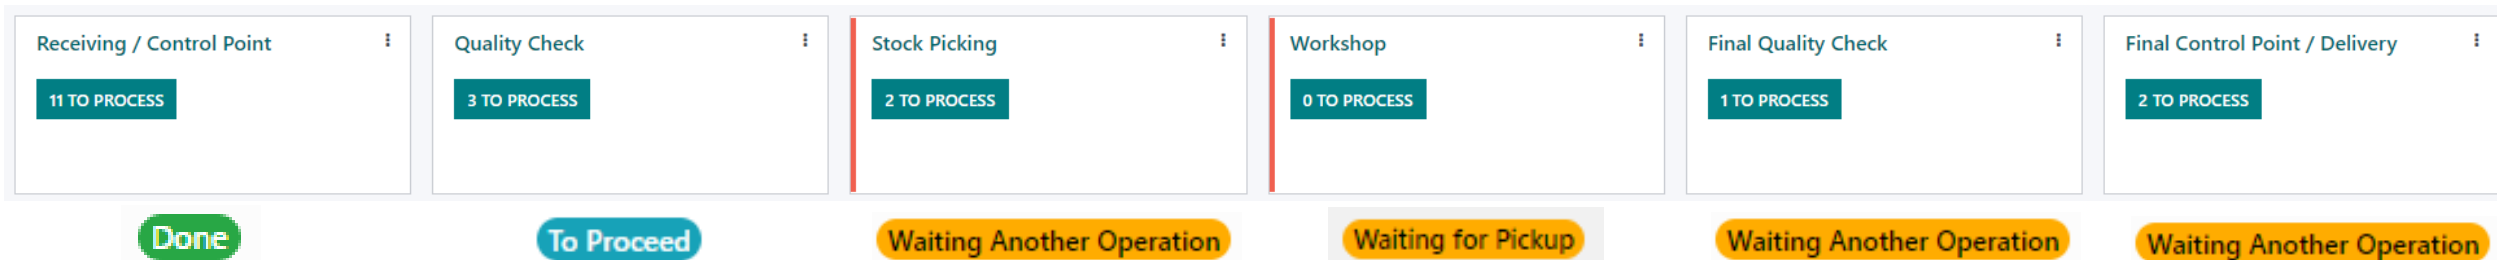 Receiving / Control Point
11 TO PROCESS
Done
Quality Check
3 TO PROCESS
To Proceed
Stock Picking
2 TO PROCESS
Waiting Another Operation
Workshop
0 TO PROCESS
Waiting for Pickup
Final Quality Check
1 TO PROCESS
Waiting Another Operation
Final Control Point / Delivery
2 TO PROCESS
Waiting Another Operation